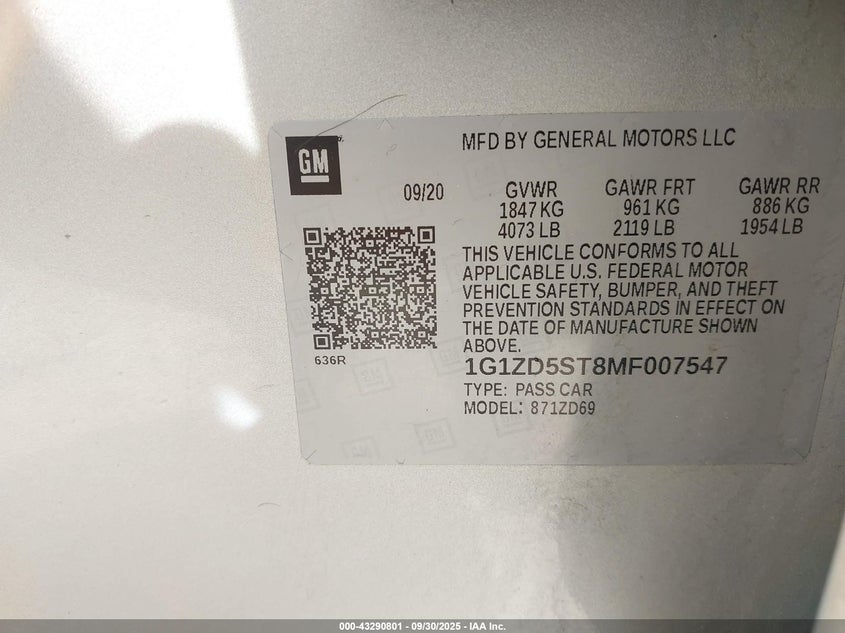 GM
MFD BY GENERAL MOTORS LLC
09/20
GVWR GAWR FRT GAWR RR
1847 KG 961 KG 886 KG
4073 LB 2119 LB 1954 LB
THIS VEHICLE CONFORMS TO ALL
APPLICABLE U.S. FEDERAL MOTOR
VEHICLE SAFETY, BUMPER, AND THEFT
PREVENTION STANDARDS IN EFFECT ON
THE DATE OF MANUFACTURE SHOWN
ABOVE.
636R
1G1ZD5ST8MF007547
TYPE: PASS CAR
MODEL: 871ZD69
000-43290801 - 09/30/2025 - IAA Inc.